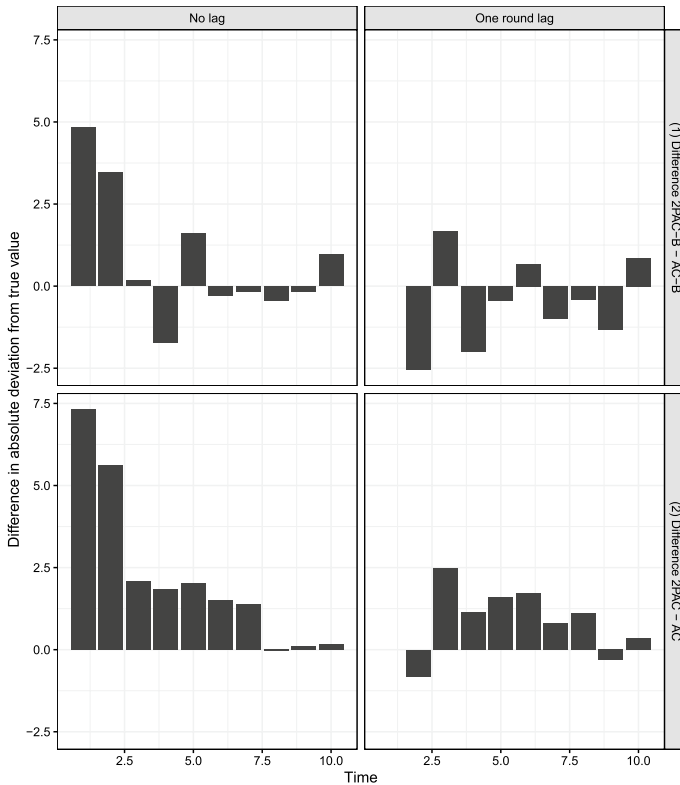 No lag
One round lag
7.5
5.0
2.5
0.0
−2.5
(1) Difference 2PAC−B − AC−B
7.5
5.0
2.5
0.0
−2.5
(2) Difference 2PAC − AC
Difference in absolute deviation from true value
2.5 5.0 7.5 10.0
2.5 5.0 7.5 10.0
Time